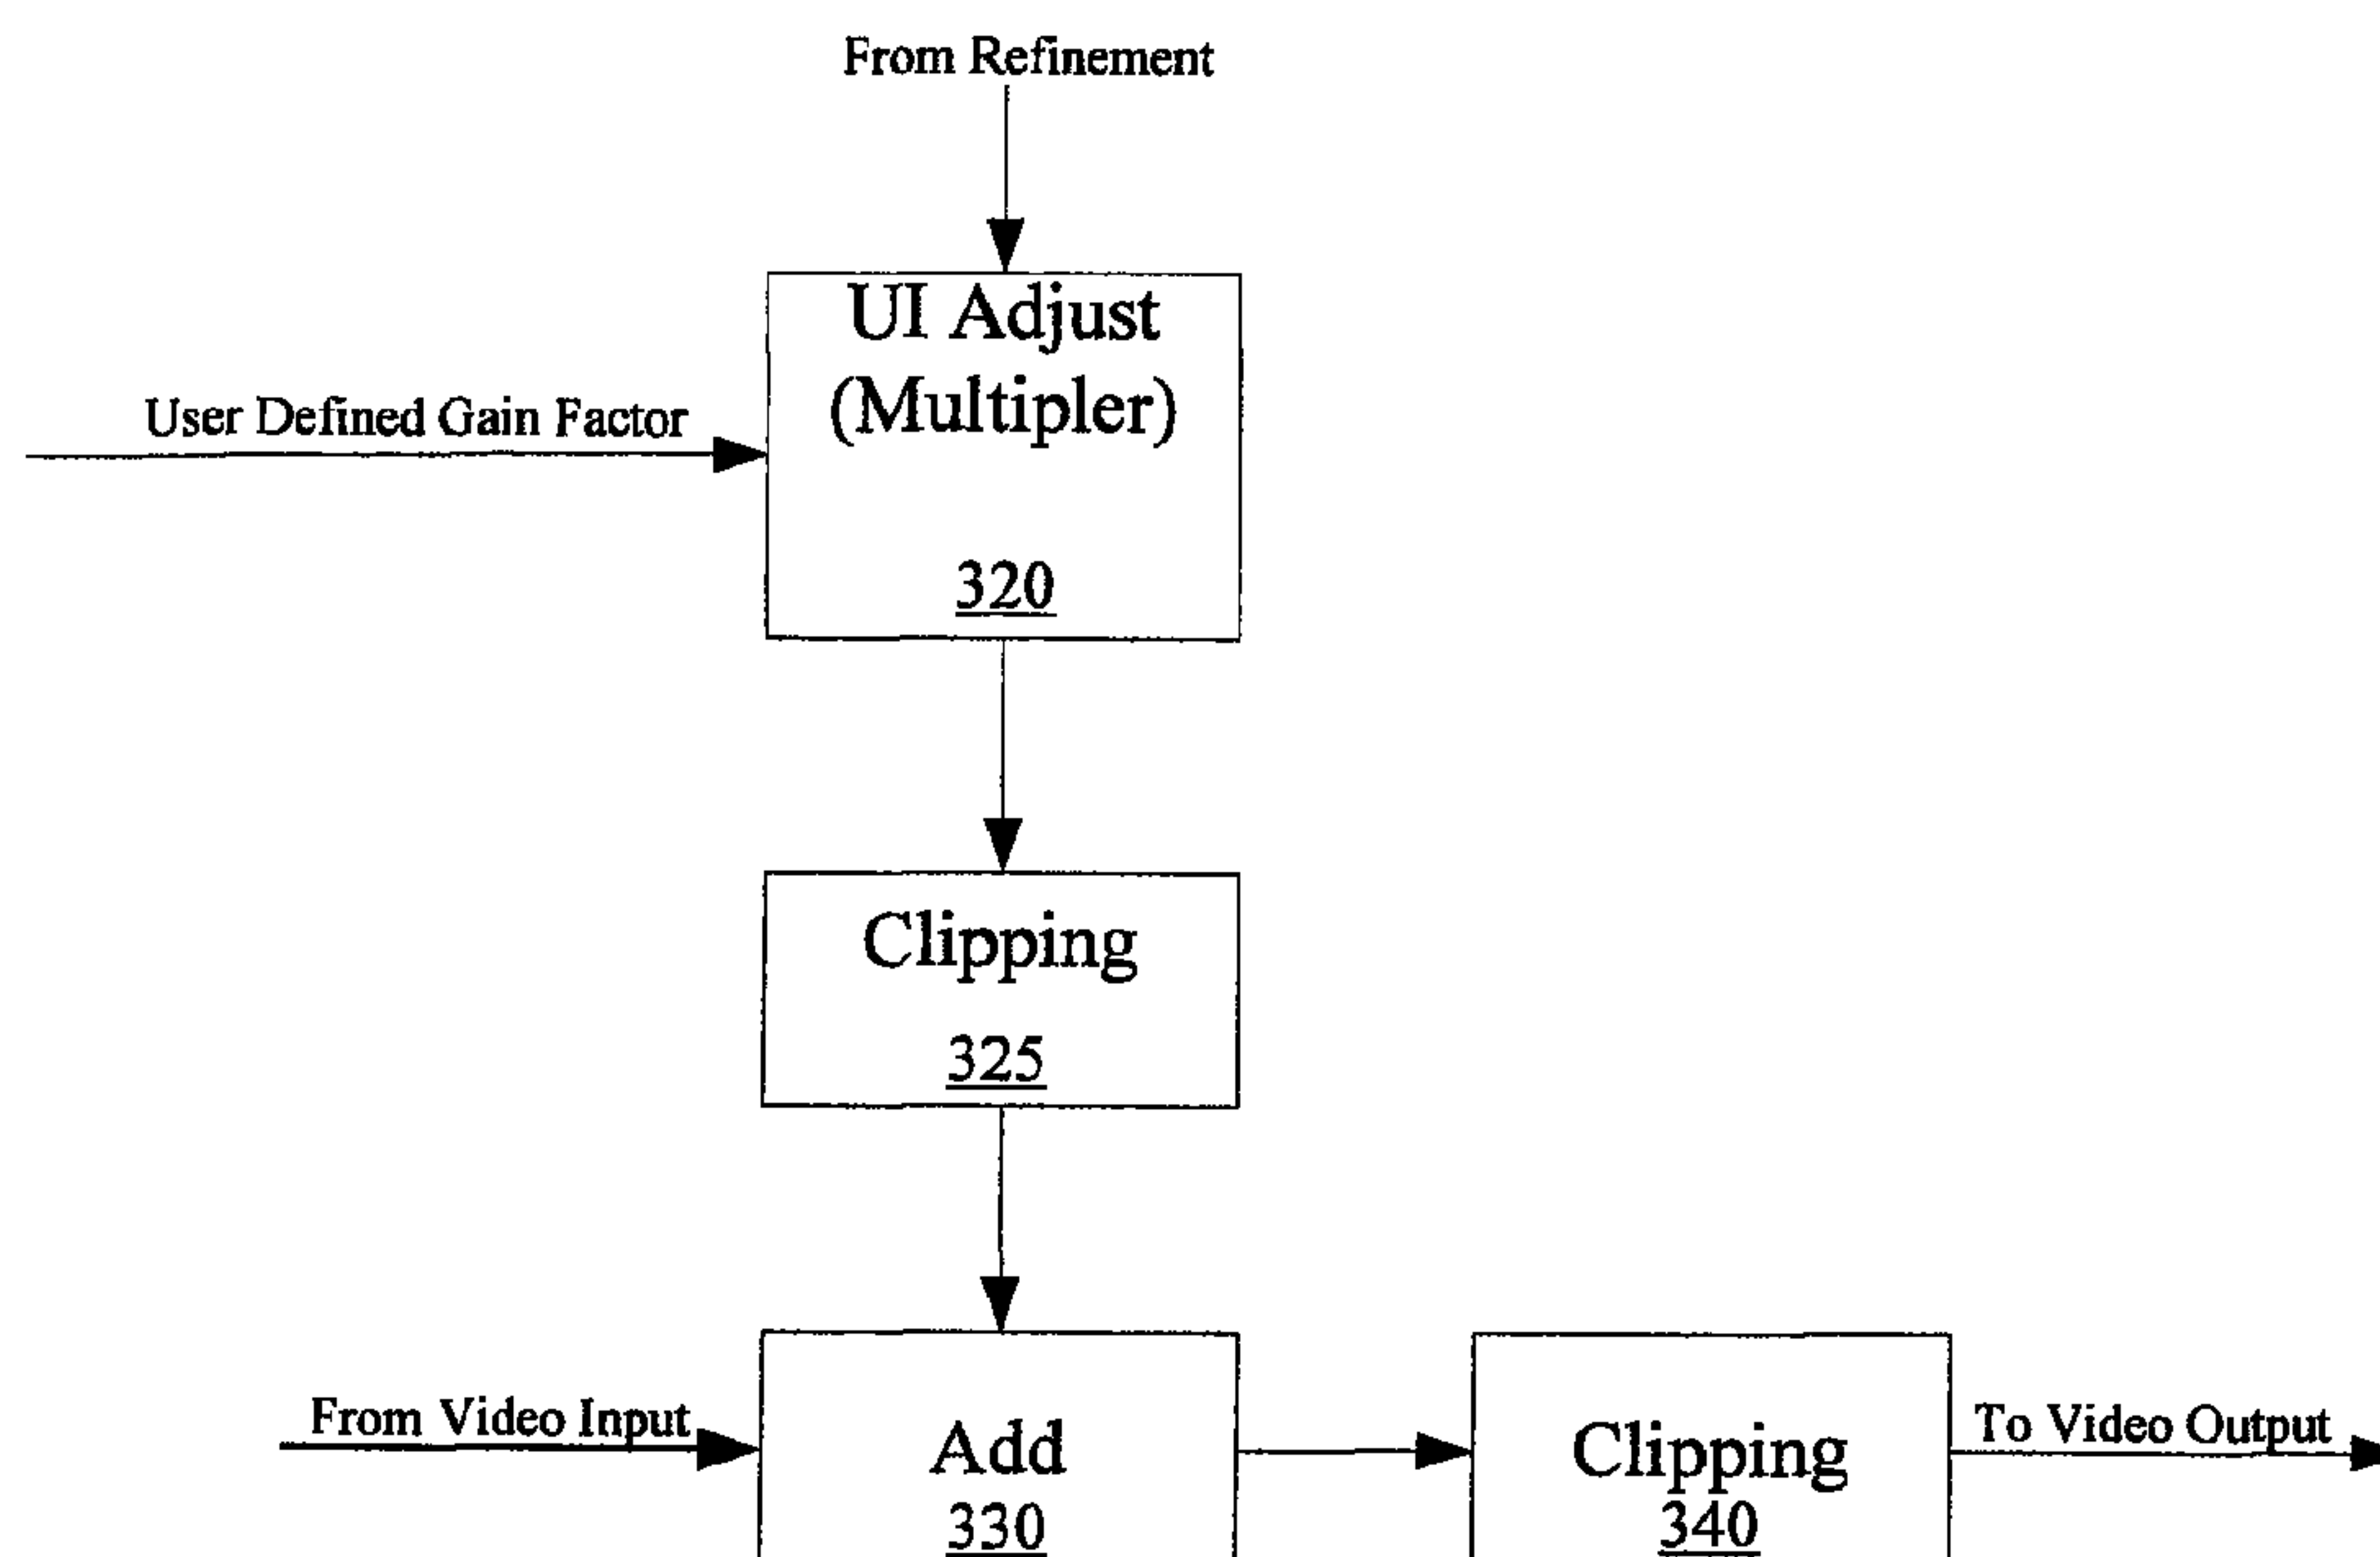 From Refinement
UI Adjust
(Multipler)
User Defined Gain Factor
320
Clipping
325
From Video Input
Add
330
Clipping
340
To Video Output